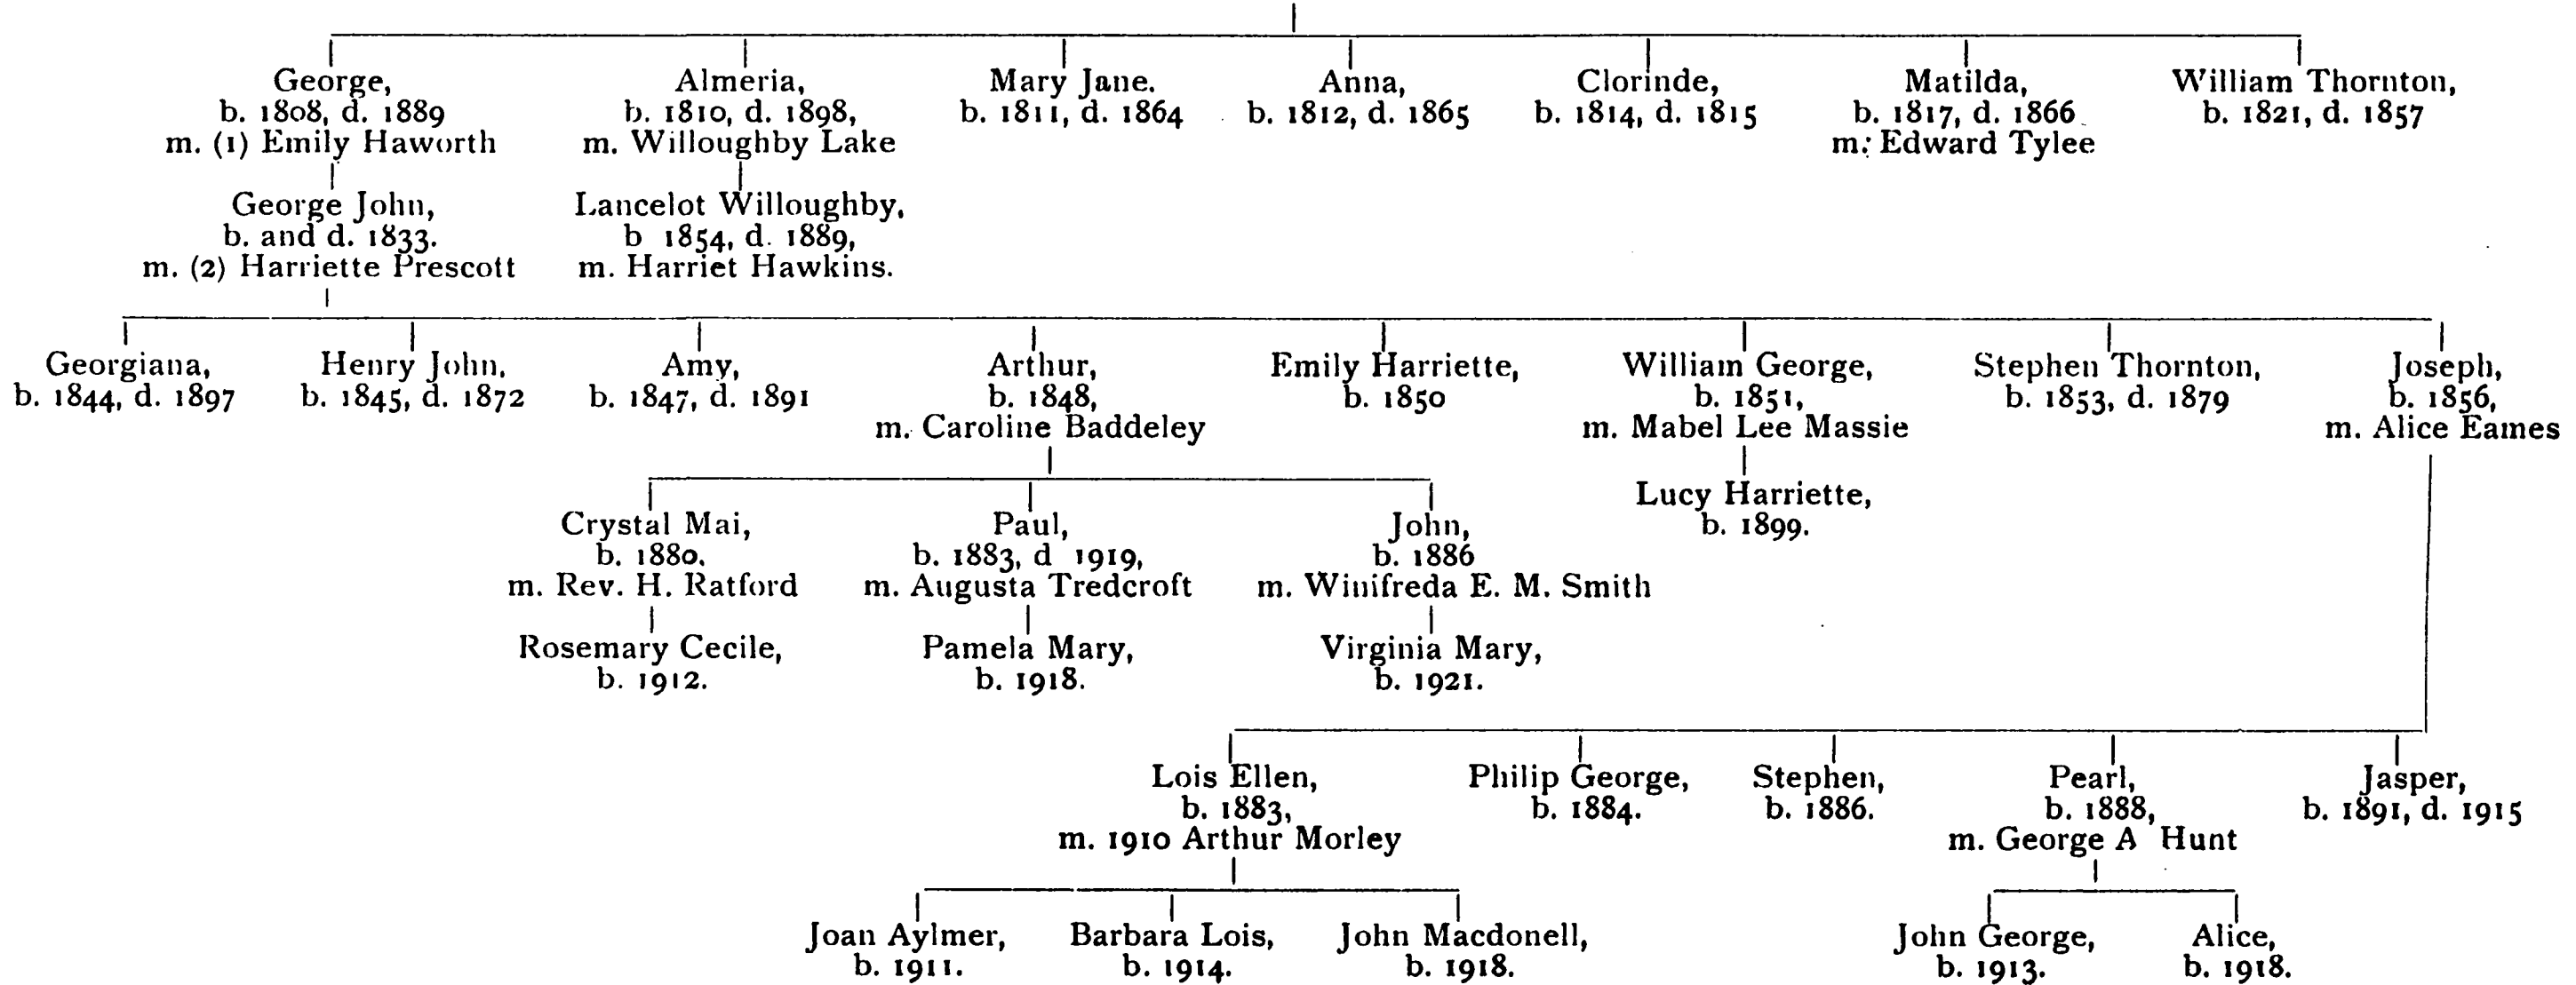 George,
b. 1808, d. 1889
m. (1) Emily Haworth
Almeria,
b. 1810, d. 1898,
m. Willoughby Lake
Mary Jane.
b. 1811, d. 1864
Anna,
b. 1812, d. 1865
Clorinde,
b. 1814, d. 1815
Matilda,
b. 1817, d. 1866
m. Edward Tylee
William Thornton,
b. 1821, d. 1857
George John,
b. and d. 1833.
m. (2) Harriette Prescott
Lancelot Willoughby,
b 1854, d. 1889,
m. Harriet Hawkins.
Georgiana,
b. 1844, d. 1897
Henry John,
b. 1845, d. 1872
Amy,
b. 1847, d. 1891
Arthur,
b. 1848,
m. Caroline Baddeley
Emily Harriette,
b. 1850
William George,
b. 1851,
m. Mabel Lee Massie
Stephen Thornton,
b. 1853, d. 1879
Joseph,
b. 1856,
m. Alice Eames
Crystal Mai,
b. 1880.
m. Rev. H. Ratford
Paul,
b. 1883, d 1919,
m. Augusta Tredcroft
John,
b. 1886
m. Winifreda E. M. Smith
Lucy Harriette,
b. 1899.
Rosemary Cecile,
b. 1912.
Pamela Mary,
b. 1918.
Virginia Mary,
b. 1921.
Lois Ellen,
b. 1883,
m. 1910 Arthur Morley
Philip George,
b. 1884.
Stephen,
b. 1886.
Pearl,
b. 1888,
m. George A Hunt
Jasper,
b. 1891, d. 1915
Joan Aylmer,
b. 1911.
Barbara Lois,
b. 1914.
John Macdonell,
b. 1918.
John George,
b. 1913.
Alice,
b. 1918.